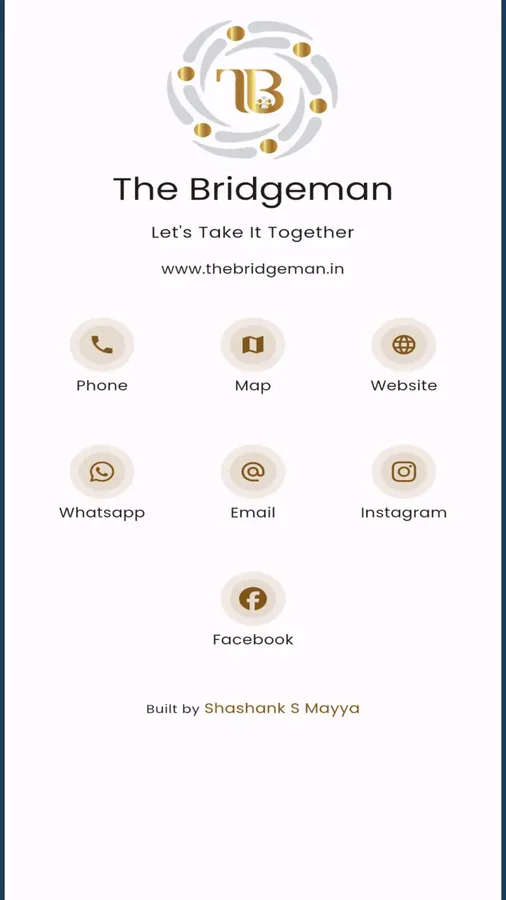 TB
The Bridgeman
Let's Take It Together
www.thebridgeman.in
Phone
Map
Website
Whatsapp
Email
Instagram
Facebook
Built by Shashank S Mayya